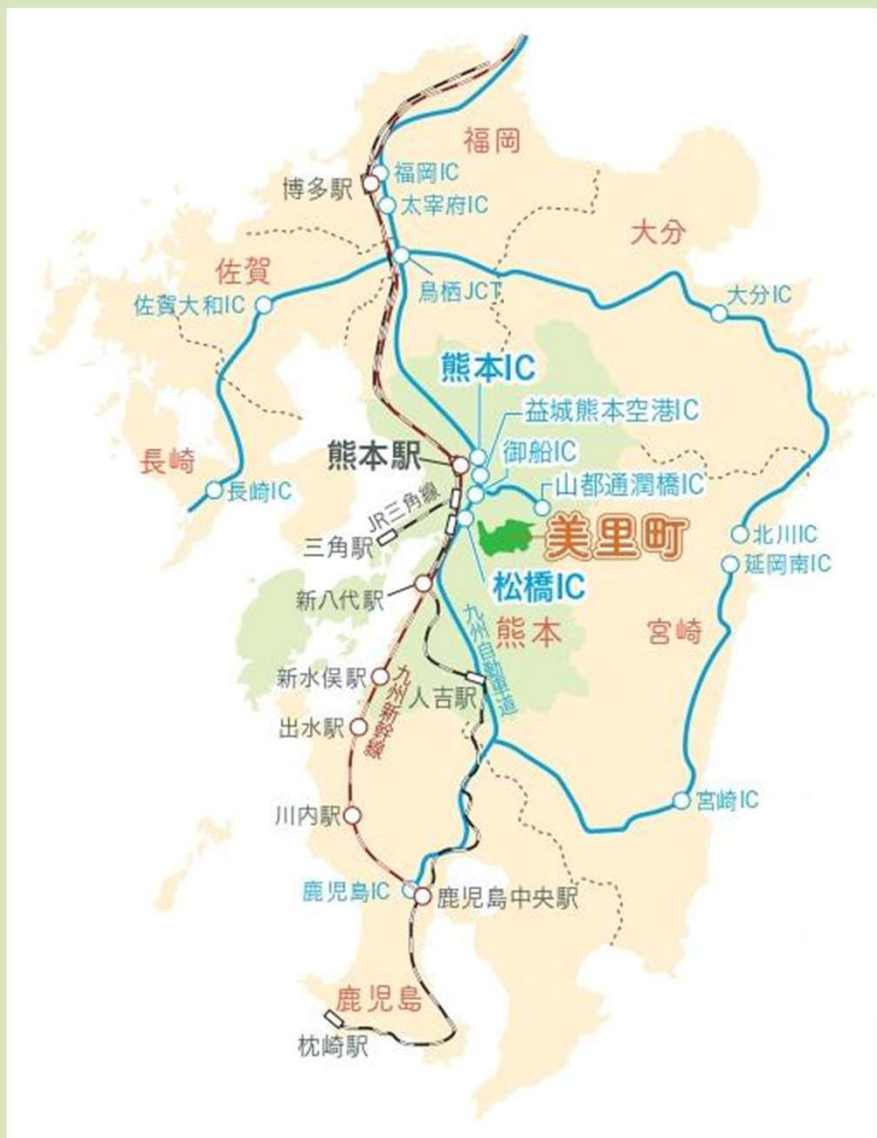 福岡
福岡IC
博多駅
太宰府IC
大分
佐賀
鳥栖JCT
大分IC
佐賀大和IC
熊本IC
益城熊本空港IC
御船IC
熊本駅
長崎
山都通潤橋IC
長崎IC
JR三角線
三角駅
美里町
北川IC
延岡南IC
松橋IC
新八代駅
熊本
宮崎
九州自動車道
新水俣駅
人吉駅
九州新幹線
出水駅
宮崎IC
川内駅
鹿児島IC
鹿児島中央駅
鹿児島
枕崎駅